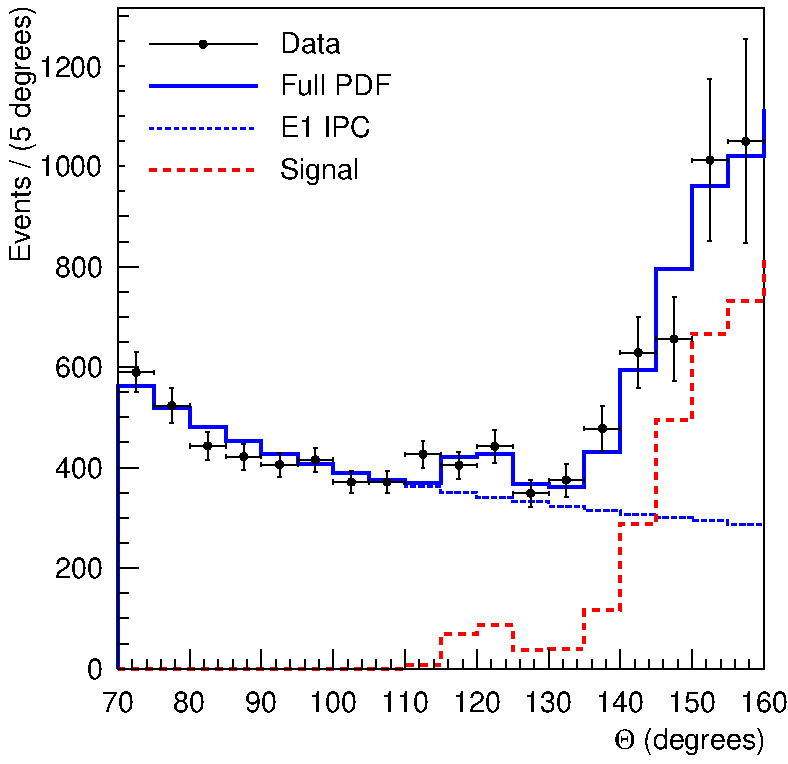 Events / (5 degrees)
1200
1000
800
600
400
200
0
Data
Full PDF
E1 IPC
Signal
70 80 90 100 110 120 130 140 150 160
Θ (degrees)